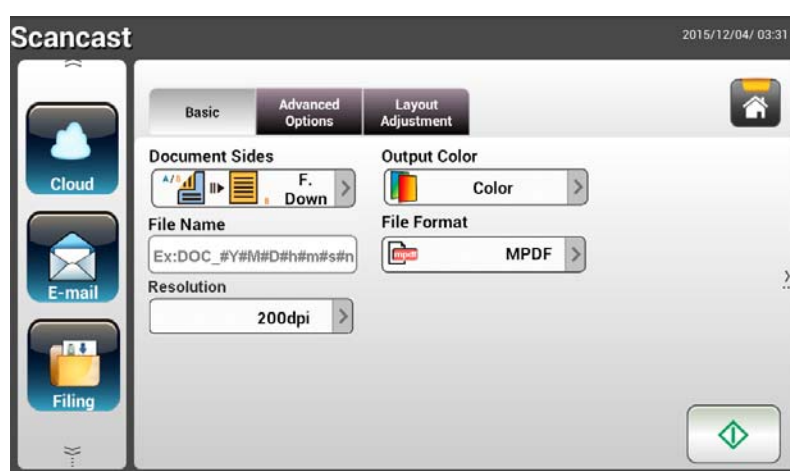 Scancast
2015/12/04/ 03:31
Cloud
E-mail
Filing
Basic
Advanced
Options
Layout
Adjustment
Document Sides
A/B
B
F.
Down
Output Color
Color
File Name
Ex:DOC_#Y#M#D#h#m#s#n
File Format
mpdf
MPDF
Resolution
200dpi